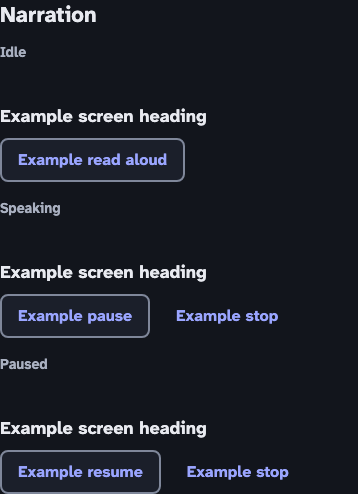 Narration
Idle
Example screen heading
Example read aloud
Speaking
Example screen heading
Example pause Example stop
Paused
Example screen heading
Example resume Example stop